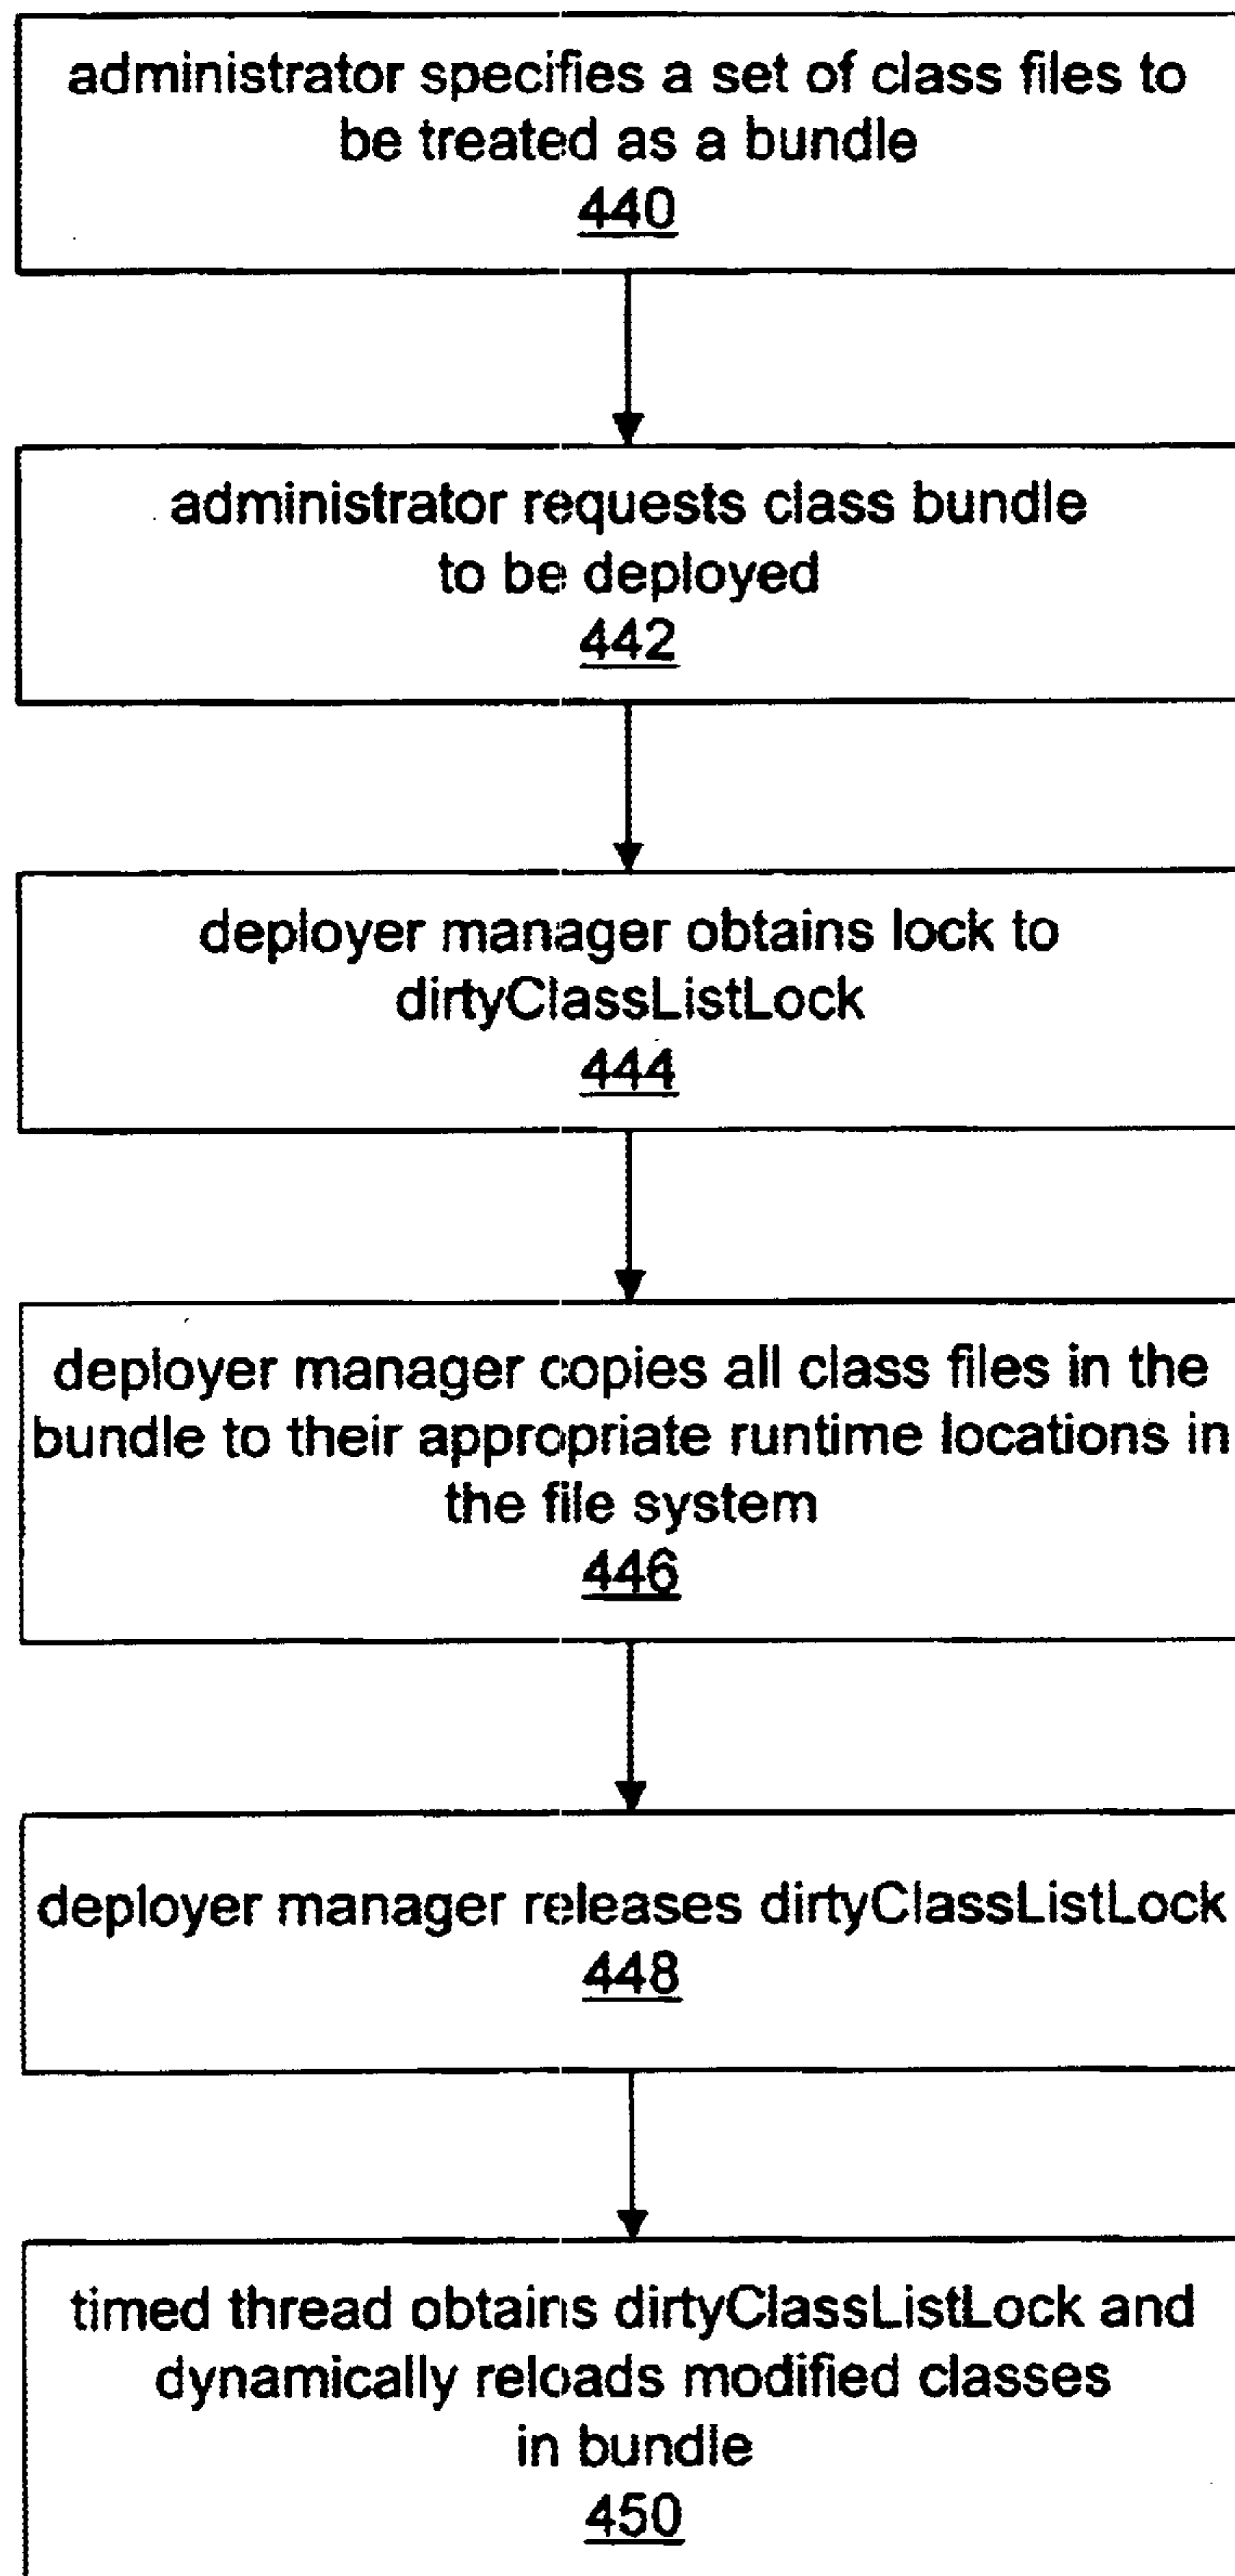 administrator specifies a set of class files to
be treated as a bundle
440
administrator requests class bundle
to be deployed
442
deployer manager obtains lock to
dirtyClassListLock
444
deployer manager copies all class files in the
bundle to their appropriate runtime locations in
the file system
446
deployer manager releases dirtyClassListLock
448
timed thread obtains dirtyClassListLock and
dynamically reloads modified classes
in bundle
450